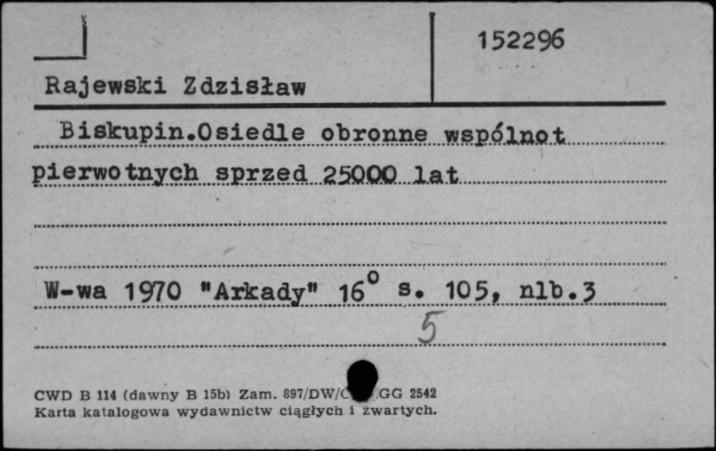 152296
Rajewski Zdzisław
Biskupin.Osiedle obronne wspólnot
pierwotnych sprzed 25000 lat
W-wa 1970 "Arkady" 16° s. 105, nlb.3
5
CWD B 114 (dawny B 15b) Zam. 897/DW/ GG 2542
Karta katalogowa wydawnictw ciągłych i zwartych.